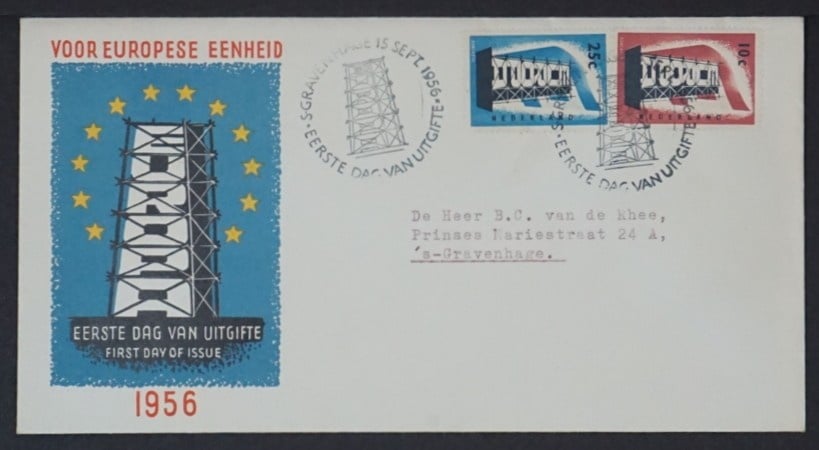 VOOR EUROPESE EENHEID
EUROPA
EERSTE DAG VAN UITGIFTE
FIRST DAY OF ISSUE
1956
'S-GRAVENHAGE 15 SEPT. 1956
EERSTE DAG VAN UITGIFTE
25c
EUROPA
NEDERLAND
10c
EUROPA
NEDERLAND
EERSTE DAG VAN UITGIFTE
De Heer B.C. van de Rhee,
Prinses Mariestraat 24 A,
's-Gravenhage.